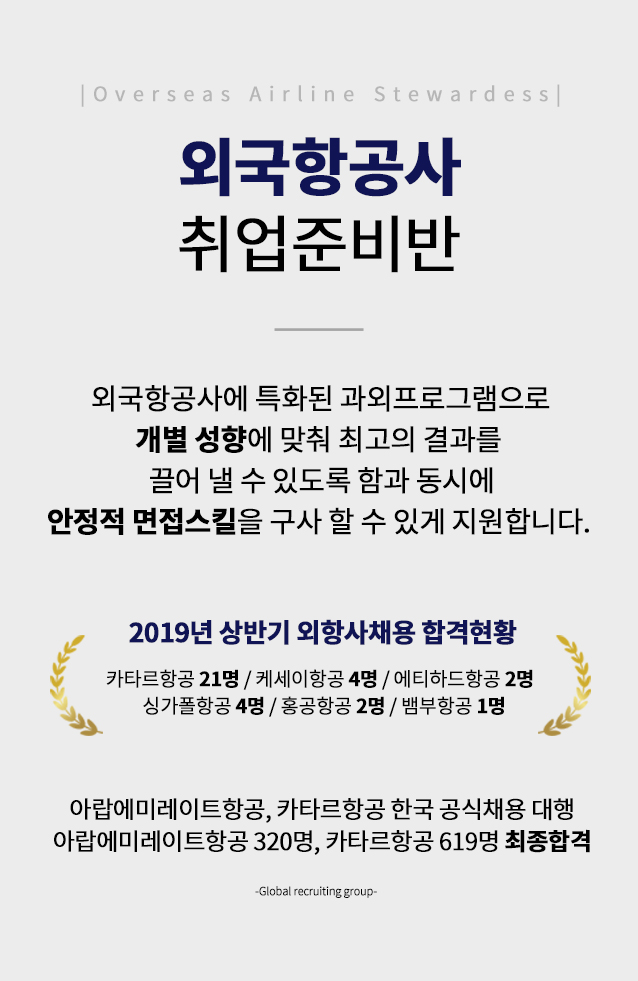 |Overseas Airline Stewardess|
외국항공사
취업준비반
외국항공사에 특화된 과외프로그램으로
개별 성향에 맞춰 최고의 결과를
끌어 낼 수 있도록 함과 동시에
안정적 면접스킬을 구사 할 수 있게 지원합니다.
2019년 상반기 외항사채용 합격현황
카타르항공 21명 / 케세이항공 4명 / 에티하드항공 2명
싱가폴항공 4명 / 홍공항공 2명 / 뱀부항공 1명
아랍에미레이트항공, 카타르항공 한국 공식채용 대행
아랍에미레이트항공 320명, 카타르항공 619명 최종합격
-Global recruiting group-